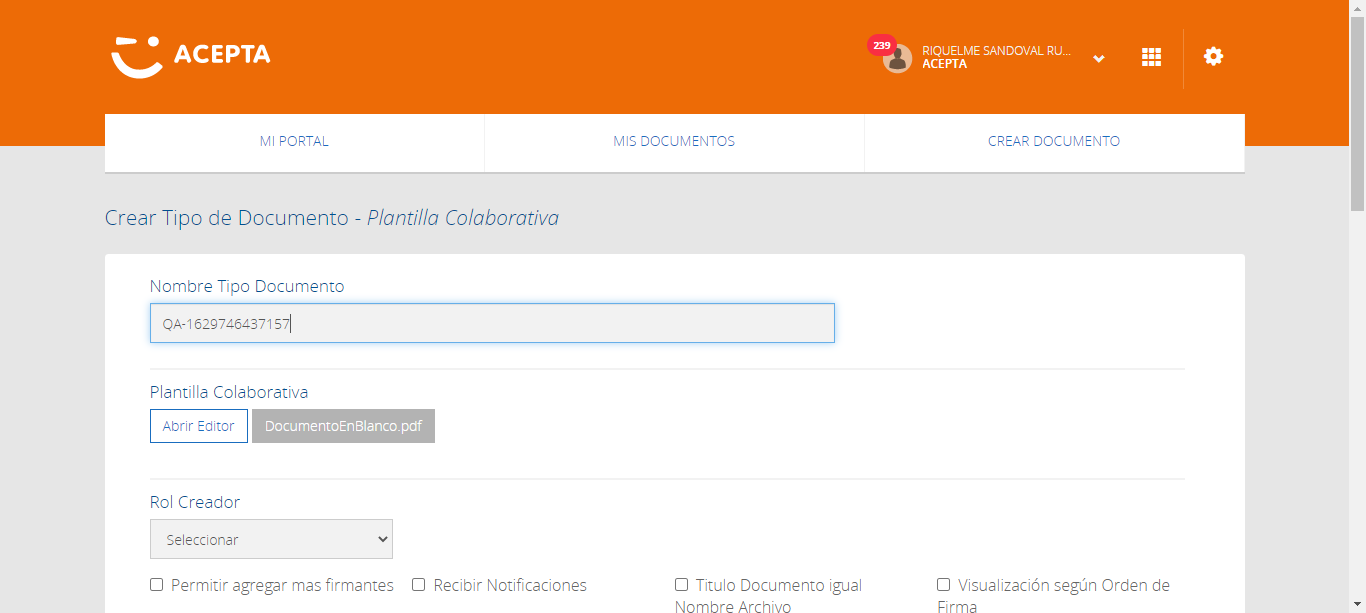 ACEPTA
239
RIQUELME SANDOVAL RU...
ACEPTA
MI PORTAL
MIS DOCUMENTOS
CREAR DOCUMENTO
Crear Tipo de Documento - Plantilla Colaborativa
Nombre Tipo Documento
QA-1629746437157
Plantilla Colaborativa
Abrir Editor
DocumentoEnBlanco.pdf
Rol Creador
Seleccionar
Permitir agregar mas firmantes
Recibir Notificaciones
Titulo Documento igual
Nombre Archivo
Visualización según Orden de
Firma